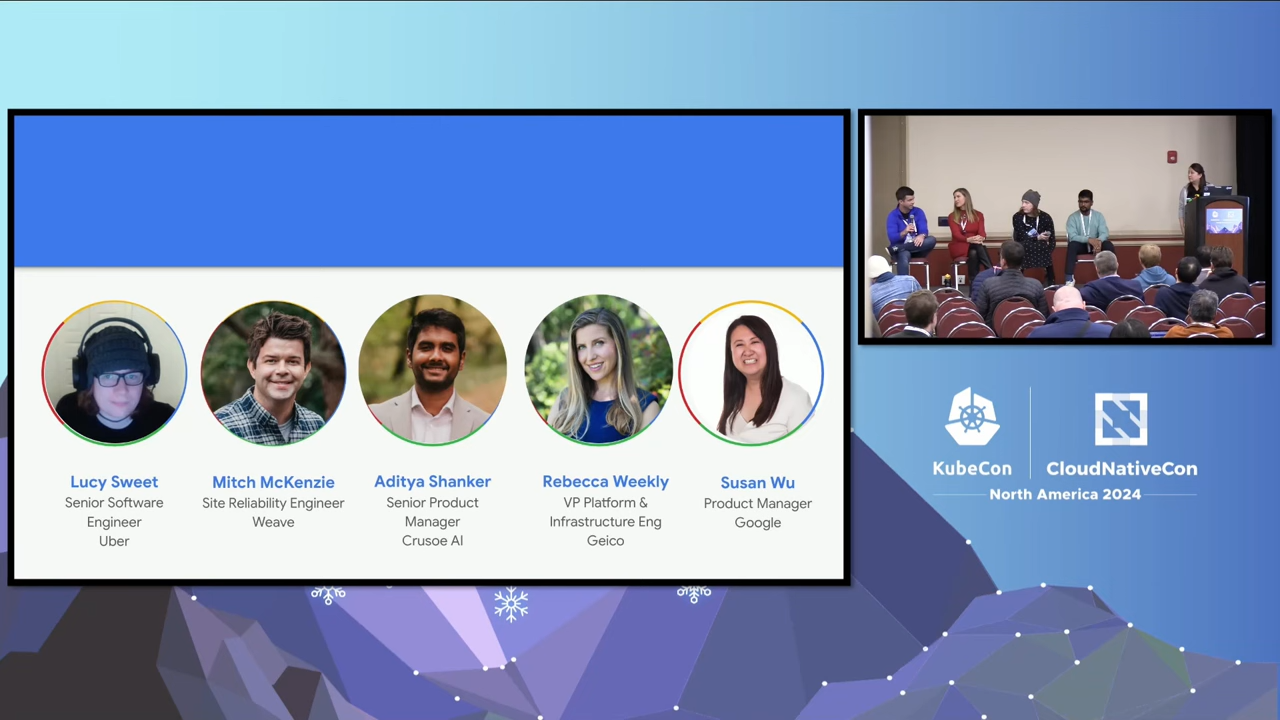 Lucy Sweet
Senior Software
Engineer
Uber
Mitch McKenzie
Site Reliability Engineer
Weave
Aditya Shanker
Senior Product
Manager
Crusoe AI
Rebecca Weekly
VP Platform &
Infrastructure Eng
Geico
Susan Wu
Product Manager
Google
KubeCon
CloudNativeCon
North America 2024